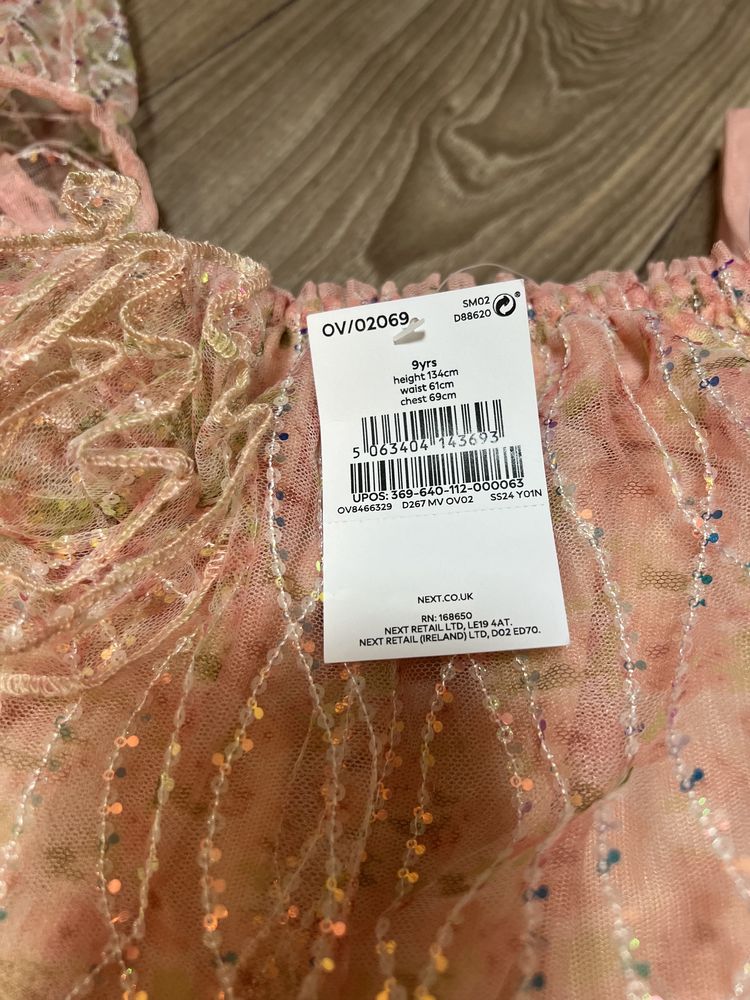 OV/02069
SM02
D88620
9yrs
height 134cm
waist 61cm
chest 69cm
5 063404 143693
UPOS: 369-640-112-000063
OV8466329 D267 MV OV02 SS24 Y01N
NEXT.CO.UK
RN: 168650
NEXT RETAIL LTD, LE19 4AT.
NEXT RETAIL (IRELAND) LTD, D02 ED70.